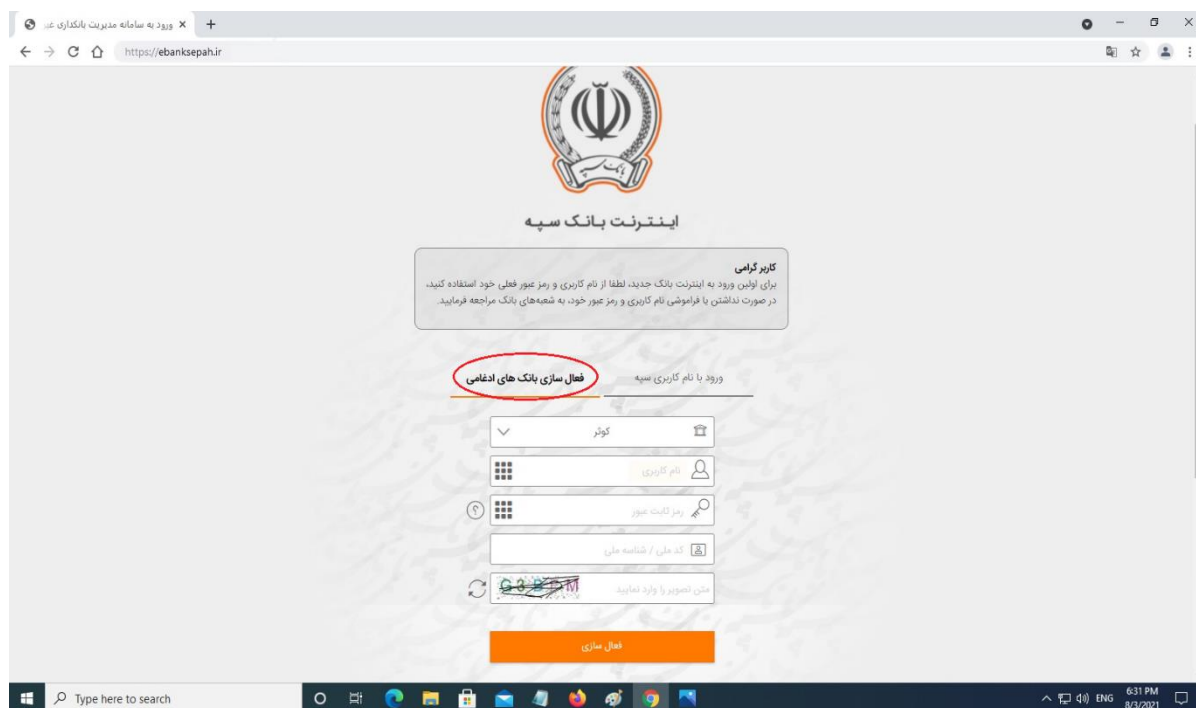 ورود به سامانه مدیریت بانکداری غیر
https://ebanksepah.ir
بانک سپه
اینترنت بانک سپه
کاربر گرامی
برای اولین ورود به اینترنت بانک جدید، لطفا از نام کاربری و رمز عبور فعلی خود استفاده کنید،
در صورت نداشتن یا فراموشی نام کاربری و رمز عبور خود، به شعبه‌های بانک مراجعه فرمایید.
ورود با نام کاربری سپه
فعال سازی بانک های ادغامی
کوثر
نام کاربری
رمز ثابت عبور
کد ملی / شناسه ملی
متن تصویر را وارد نمایید
فعال سازی
Type here to search
ENG
6:31 PM
8/3/2021